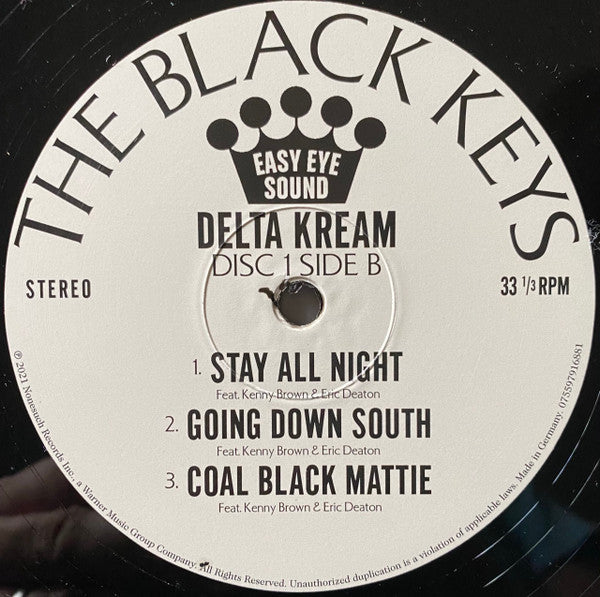 THE BLACK KEYS
EASY EYE
SOUND
DELTA KREAM
DISC 1 SIDE B
STEREO
33 1/3 RPM
1. STAY ALL NIGHT
Feat. Kenny Brown & Eric Deaton
2. GOING DOWN SOUTH
Feat. Kenny Brown & Eric Deaton
3. COAL BLACK MATTIE
Feat. Kenny Brown & Eric Deaton
℗ 2021 Nonesuch Records Inc., a Warner Music Group Company. All Rights Reserved. Unauthorized duplication is a violation of applicable laws. Made in Germany. 075597916881